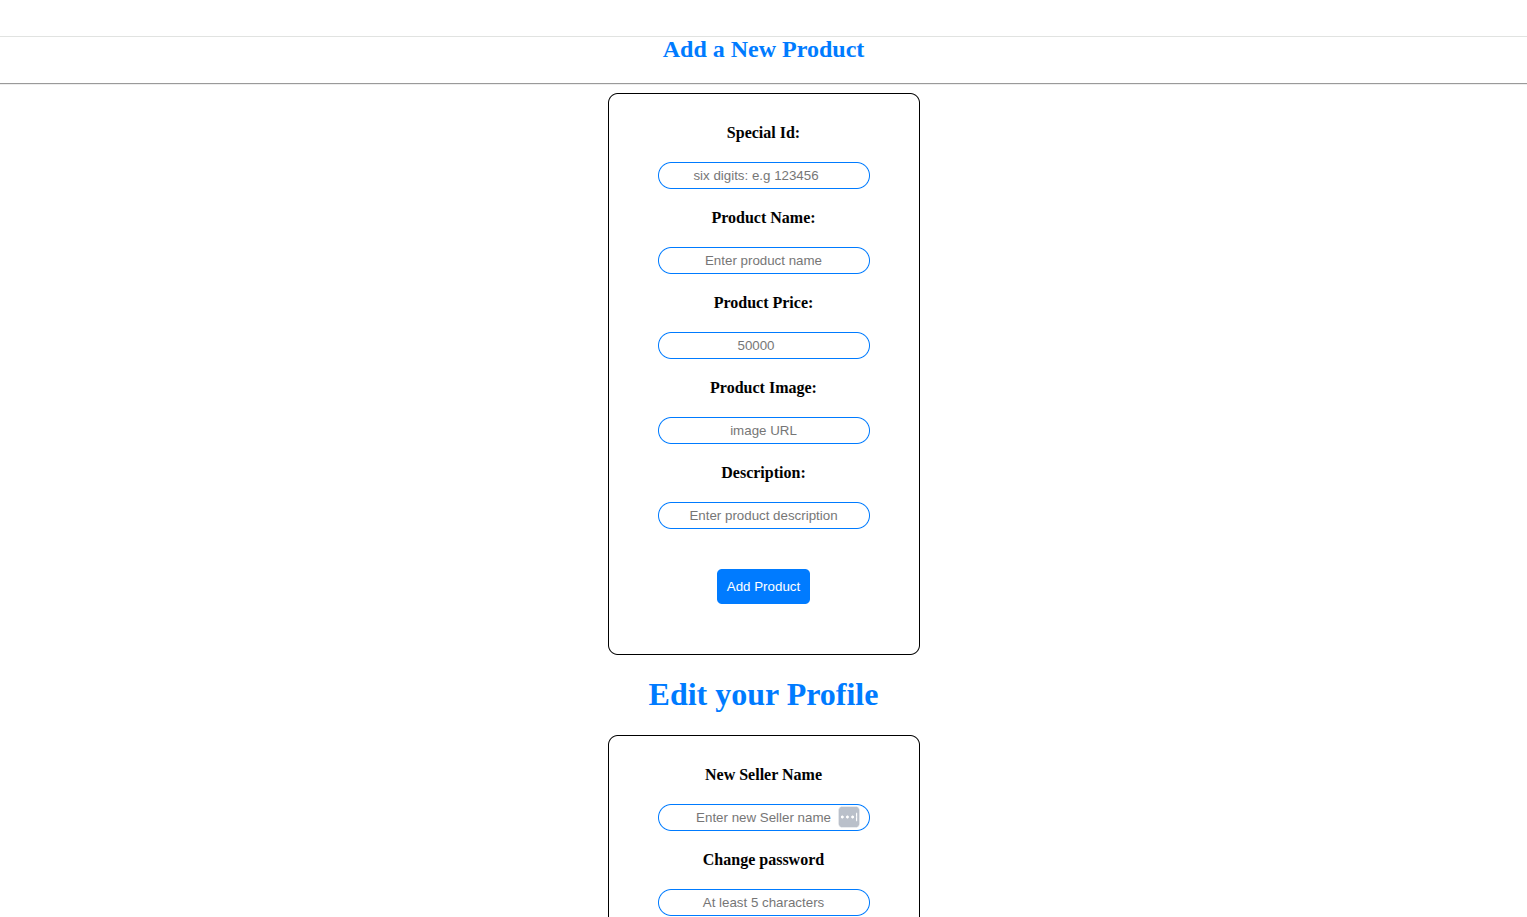 Add a New Product
Special Id:
six digits: e.g 123456
Product Name:
Enter product name
Product Price:
50000
Product Image:
image URL
Description:
Enter product description
Add Product
Edit your Profile
New Seller Name
Enter new Seller name
Change password
At least 5 characters